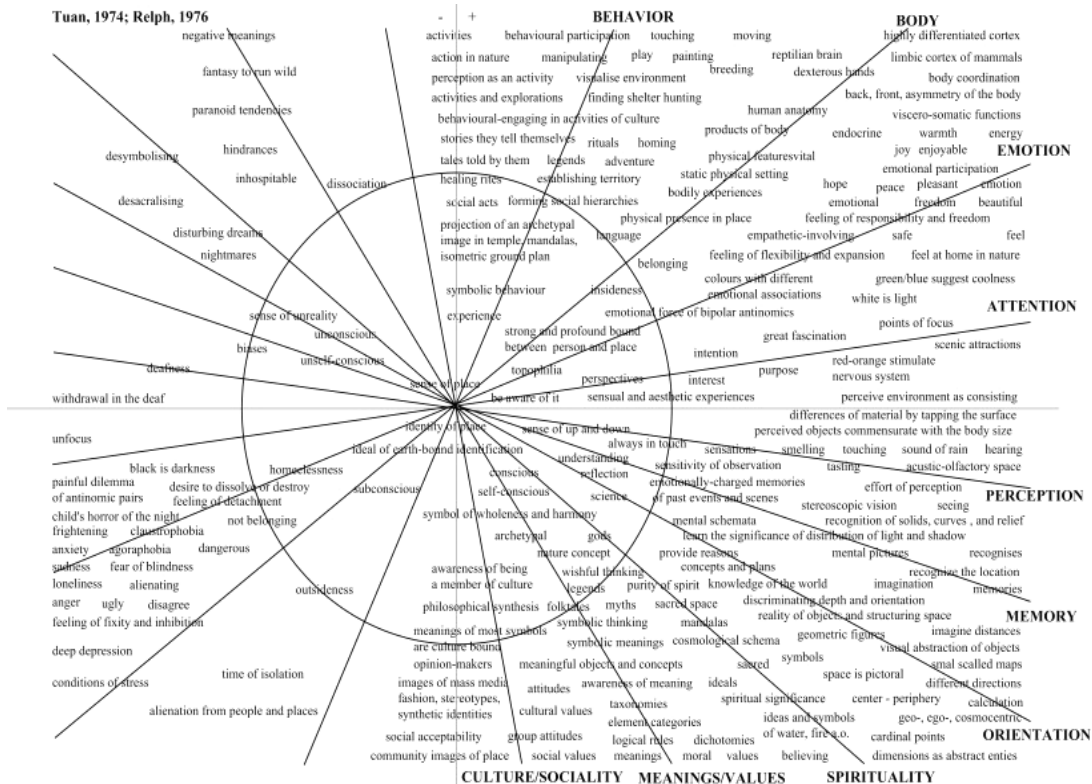 Tuan, 1974; Relph, 1976 - + BEHAVIOR BODY
negative meanings activities behavioural participation touching moving highly differentiated cortex
action in nature manipulating play painting reptilian brain limbic cortex of mammals
fantasy to run wild perception as an activity visualise environment breeding dexterous hands body coordination
activities and explorations finding shelter hunting back, front, asymmetry of the body
paranoid tendencies behavioural-engaging in activities of culture human anatomy viscero-somatic functions
stories they tell themselves rituals homing products of body endocrine warmth energy
desymbolising hindrances tales told by them legends adventure physical featuresvital joy enjoyable EMOTION
inhospitable dissociation healing rites establishing territory static physical setting emotional participation
desacralising social acts forming social hierarchies bodily experiences hope peace pleasant emotion
emotional freedom beautiful
projection of an archetypal physical presence in place feeling of responsibility and freedom
disturbing dreams image in temple, mandalas, language empathetic-involving safe feel
nightmares isometric ground plan belonging feeling of flexibility and expansion feel at home in nature
symbolic behaviour insideness colours with different green/blue suggest coolness
emotional associations white is light ATTENTION
sense of unreality experience emotional force of bipolar antinomics points of focus
unconscious strong and profound bound great fascination scenic attractions
biases unself-conscious between person and place intention red-orange stimulate
deafness sense of place topophilia perspectives interest purpose nervous system
withdrawal in the deaf be aware of it sensual and aesthetic experiences perceive environment as consisting
differences of material by tapping the surface
unfocus identity of place sense of up and down perceived objects commensurate with the body size
ideal of earth-bound identification always in touch sensations smelling touching sound of rain hearing
black is darkness homelessness conscious understanding sensitivity of observation tasting acustic-olfactory space
painful dilemma desire to dissolve or destroy subconscious self-conscious reflection emotionally-charged memories effort of perception PERCEPTION
of antinomic pairs feeling of detachment science of past events and scenes stereoscopic vision seeing
child's horror of the night not belonging symbol of wholeness and harmony mental schemata recognition of solids, curves , and relief
frightening claustrophobia archetypal gods learn the significance of distribution of light and shadow
anxiety agoraphobia dangerous nature concept provide reasons mental pictures recognises
sadness fear of blindness awareness of being wishful thinking concepts and plans recognize the location
loneliness alienating outsideness a member of culture legends purity of spirit knowledge of the world imagination memories
anger ugly disagree philosophical synthesis folktales myths sacred space discriminating depth and orientation MEMORY
feeling of fixity and inhibition meanings of most symbols symbolic thinking mandalas reality of objects and structuring space
are culture bound symbolic meanings cosmological schema geometric figures imagine distances
deep depression opinion-makers meaningful objects and concepts sacred symbols visual abstraction of objects
time of isolation space is pictoral smal scalled maps
conditions of stress images of mass media attitudes awareness of meaning ideals different directions
fashion, stereotypes, taxonomies spiritual significance center - periphery calculation
alienation from people and places synthetic identities cultural values element categories ideas and symbols geo-, ego-, cosmocentric
social acceptability group attitudes logical rules dichotomies of water, fire a.o. cardinal points ORIENTATION
community images of place social values meanings moral values believing dimensions as abstract enties
CULTURE/SOCIALITY MEANINGS/VALUES SPIRITUALITY